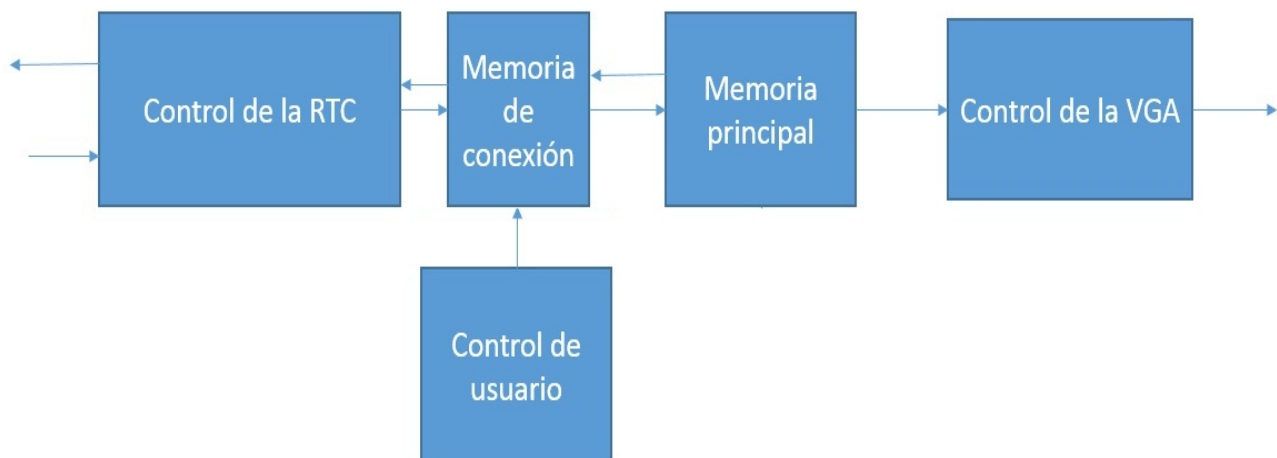 Control de la RTC
Memoria
de
conexión
Memoria
principal
Control de la VGA
Control de
usuario